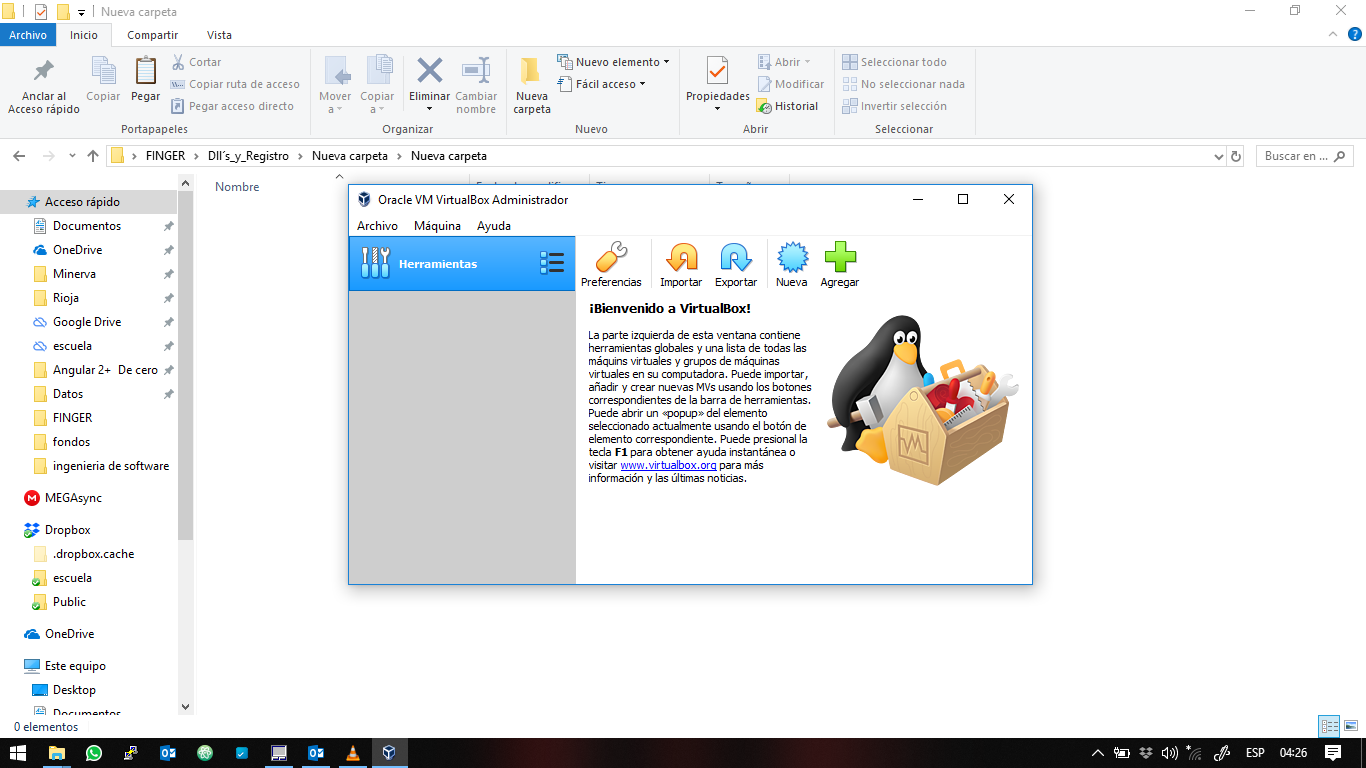 Nueva carpeta
Archivo Inicio Compartir Vista
Anclar al Acceso rápido
Copiar
Pegar
Cortar
Copiar ruta de acceso
Pegar acceso directo
Portapapeles
Mover a
Copiar a
Eliminar
Cambiar nombre
Organizar
Nueva carpeta
Nuevo elemento
Fácil acceso
Nuevo
Propiedades
Abrir
Modificar
Historial
Abrir
Seleccionar todo
No seleccionar nada
Invertir selección
Seleccionar
FINGER Dll´s_y_Registro Nueva carpeta Nueva carpeta
Buscar en ...
Nombre
Acceso rápido
Documentos
OneDrive
Minerva
Rioja
Google Drive
escuela
Angular 2+ De cero
Datos
FINGER
fondos
ingenieria de software
MEGAsync
Dropbox
.dropbox.cache
escuela
Public
OneDrive
Este equipo
Desktop
Documentos
0 elementos
Oracle VM VirtualBox Administrador
Archivo Máquina Ayuda
Herramientas
Preferencias Importar Exportar Nueva Agregar
¡Bienvenido a VirtualBox!
La parte izquierda de esta ventana contiene
herramientas globales y una lista de todas las
máquins virtuales y grupos de máquinas
virtuales en su computadora. Puede importar,
añadir y crear nuevas MVs usando los botones
correspondientes de la barra de herramientas.
Puede abrir un «popup» del elemento
seleccionado actualmente usando el botón de
elemento correspondiente. Puede presional la
tecla F1 para obtener ayuda instantánea o
visitar www.virtualbox.org para más
información y las últimas noticias.
ESP 04:26